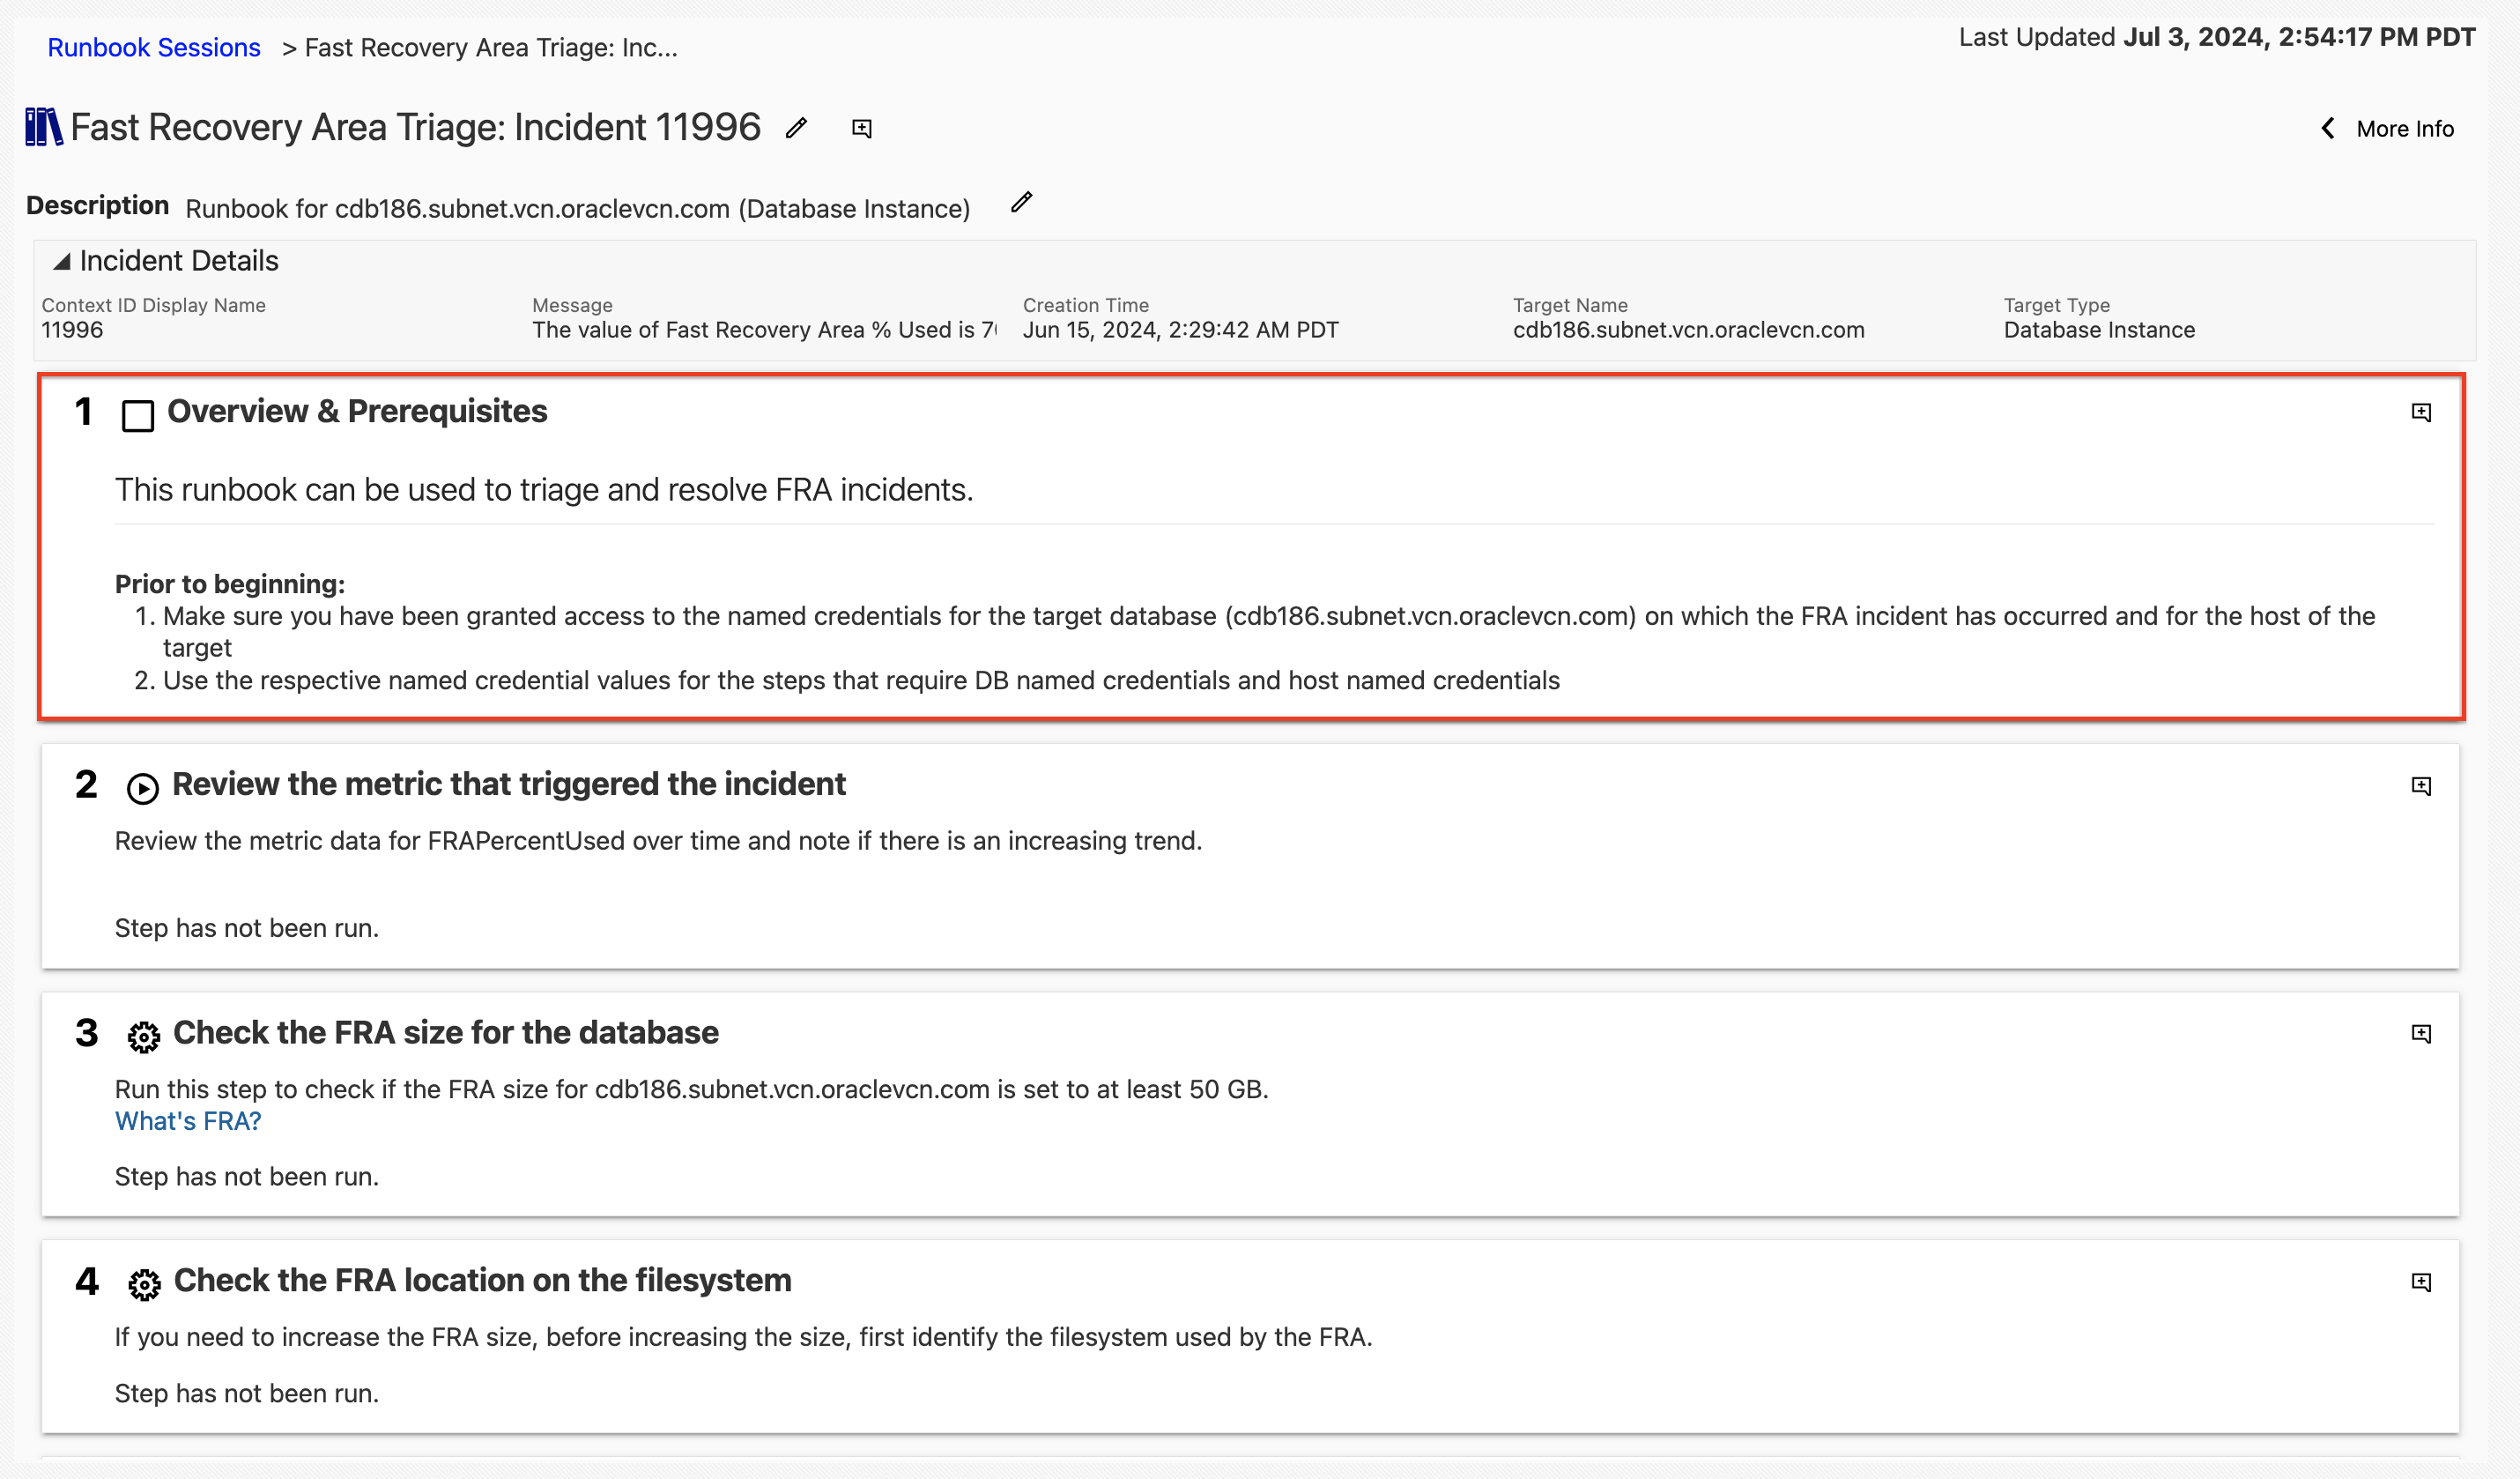 Runbook Sessions > Fast Recovery Area Triage: Inc...
Last Updated Jul 3, 2024, 2:54:17 PM PDT
Fast Recovery Area Triage: Incident 11996
More Info
Description Runbook for cdb186.subnet.vcn.oraclevcn.com (Database Instance)
Incident Details
Context ID Display Name
11996
Message
The value of Fast Recovery Area % Used is
Creation Time
Jun 15, 2024, 2:29:42 AM PDT
Target Name
cdb186.subnet.vcn.oraclevcn.com
Target Type
Database Instance
1 Overview & Prerequisites
This runbook can be used to triage and resolve FRA incidents.
Prior to beginning:
1. Make sure you have been granted access to the named credentials for the target database (cdb186.subnet.vcn.oraclevcn.com) on which the FRA incident has occurred and for the host of the
target
2. Use the respective named credential values for the steps that require DB named credentials and host named credentials
2 Review the metric that triggered the incident
Review the metric data for FRAPercentUsed over time and note if there is an increasing trend.
Step has not been run.
3 Check the FRA size for the database
Run this step to check if the FRA size for cdb186.subnet.vcn.oraclevcn.com is set to at least 50 GB.
What's FRA?
Step has not been run.
4 Check the FRA location on the filesystem
If you need to increase the FRA size, before increasing the size, first identify the filesystem used by the FRA.
Step has not been run.